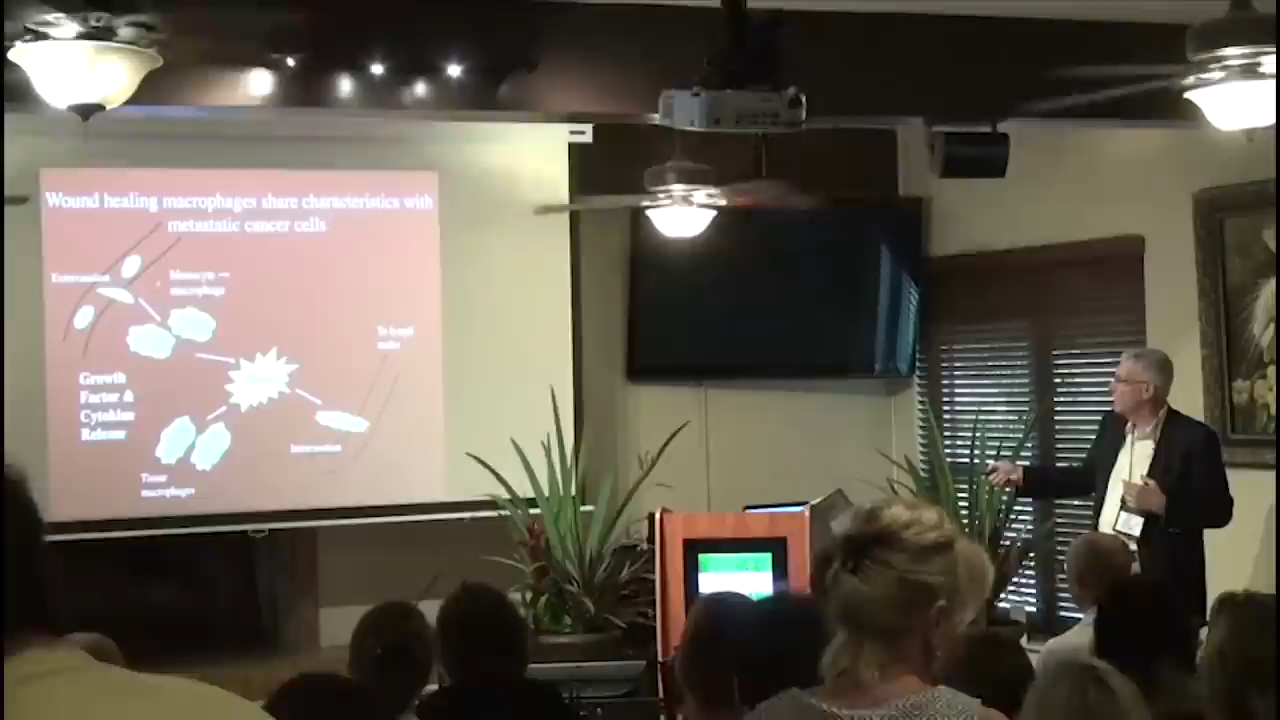 Wound healing macrophages share characteristics with
metastatic cancer cells
Extravasation
Monocyte —
macrophage
To lymph
nodes
Growth
Factor &
Cytokine
Release
Intravasation
Tissue
macrophages